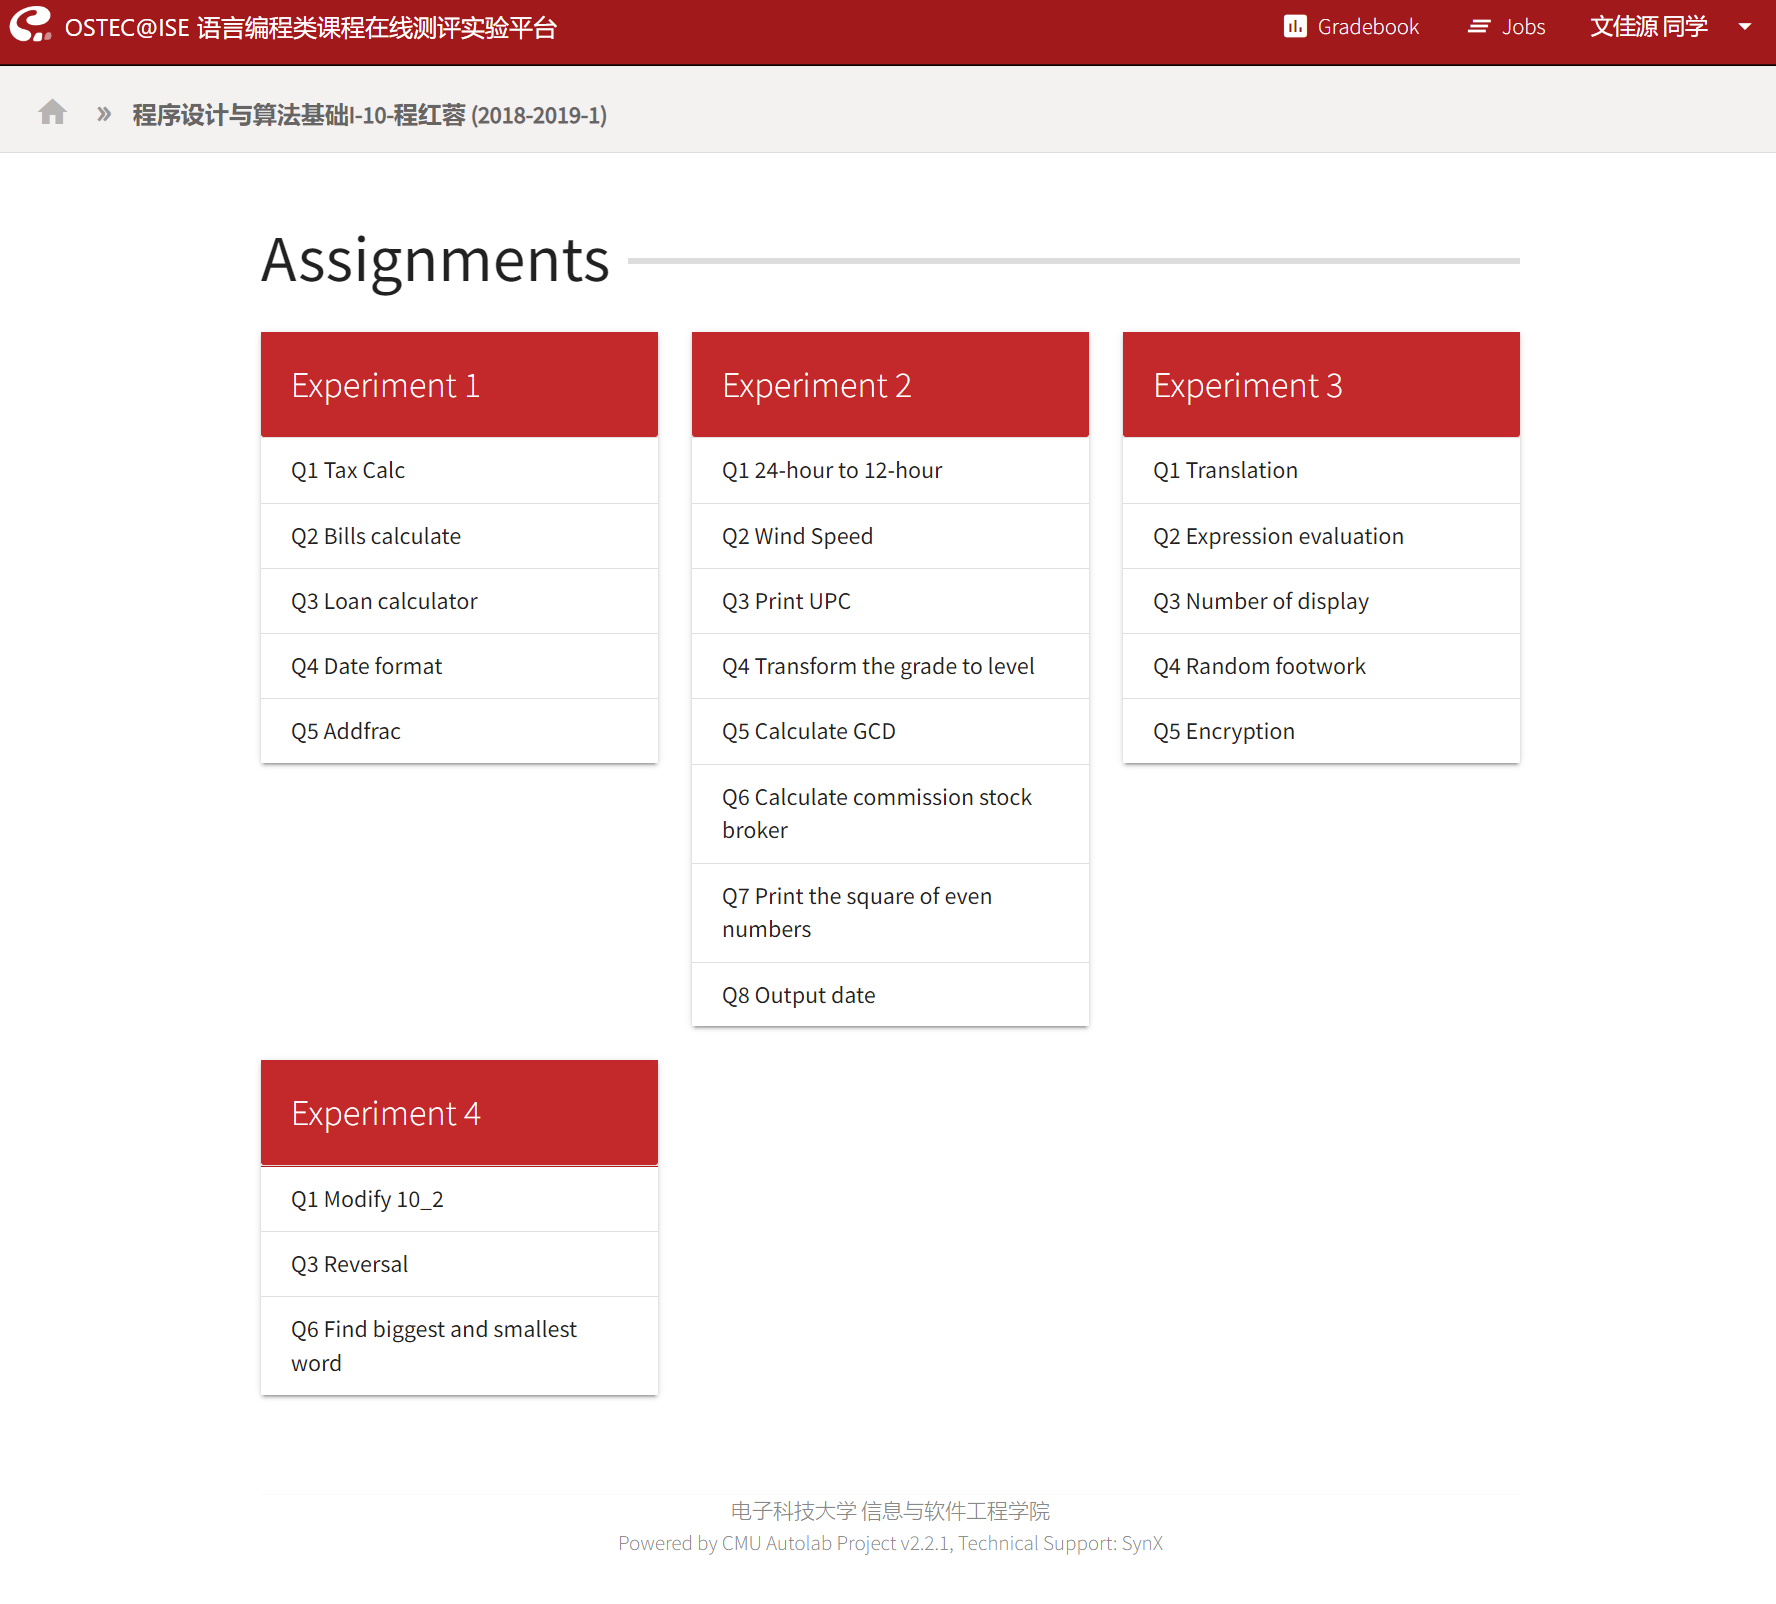 OSTEC@ISE 语言编程类课程在线测评实验平台
Gradebook
Jobs
文佳源 同学
» 程序设计与算法基础I-10-程红蓉 (2018-2019-1)
Assignments
Experiment 1
Q1 Tax Calc
Q2 Bills calculate
Q3 Loan calculator
Q4 Date format
Q5 Addfrac
Experiment 2
Q1 24-hour to 12-hour
Q2 Wind Speed
Q3 Print UPC
Q4 Transform the grade to level
Q5 Calculate GCD
Q6 Calculate commission stock
broker
Q7 Print the square of even
numbers
Q8 Output date
Experiment 3
Q1 Translation
Q2 Expression evaluation
Q3 Number of display
Q4 Random footwork
Q5 Encryption
Experiment 4
Q1 Modify 10_2
Q3 Reversal
Q6 Find biggest and smallest
word
电子科技大学 信息与软件工程学院
Powered by CMU Autolab Project v2.2.1, Technical Support: SynX